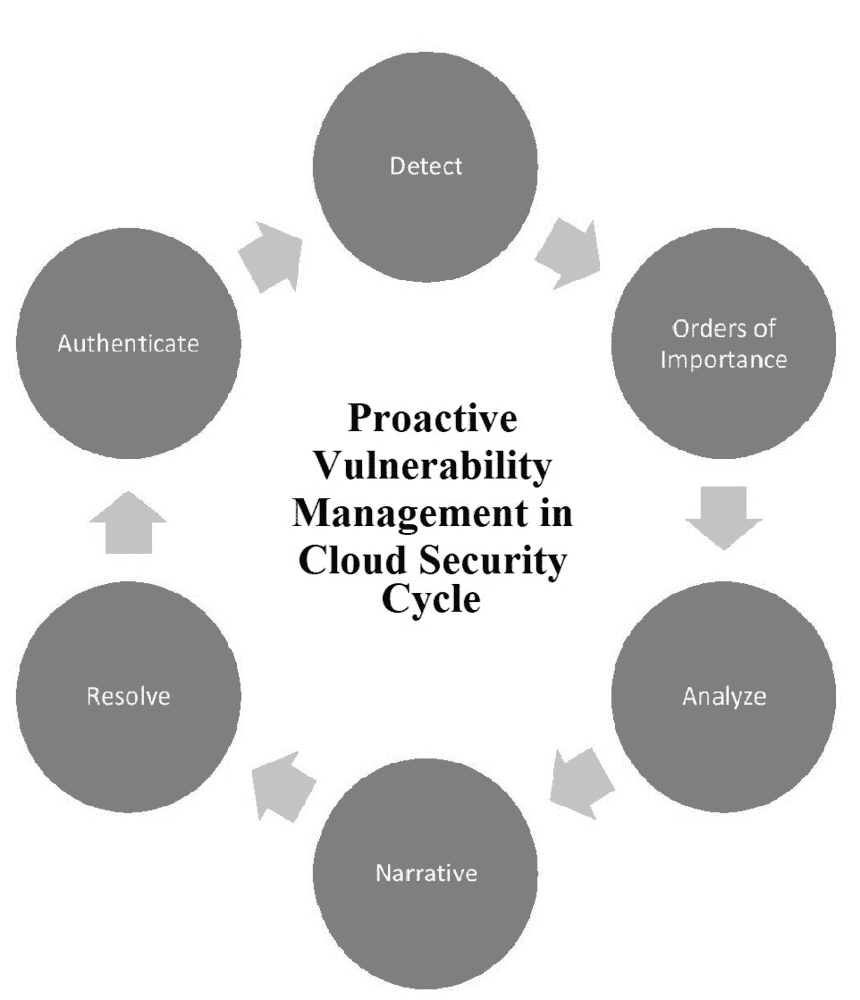 Detect
Orders of
Importance
Analyze
Narrative
Resolve
Authenticate
Proactive
Vulnerability
Management in
Cloud Security
Cycle